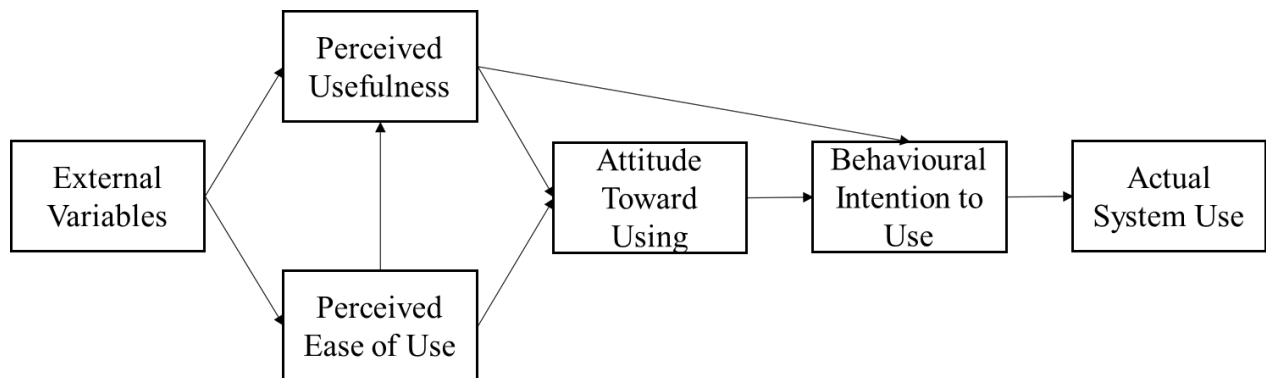 Perceived
Usefulness
External
Variables
Attitude
Toward
Using
Behavioural
Intention to
Use
Actual
System Use
Perceived
Ease of Use